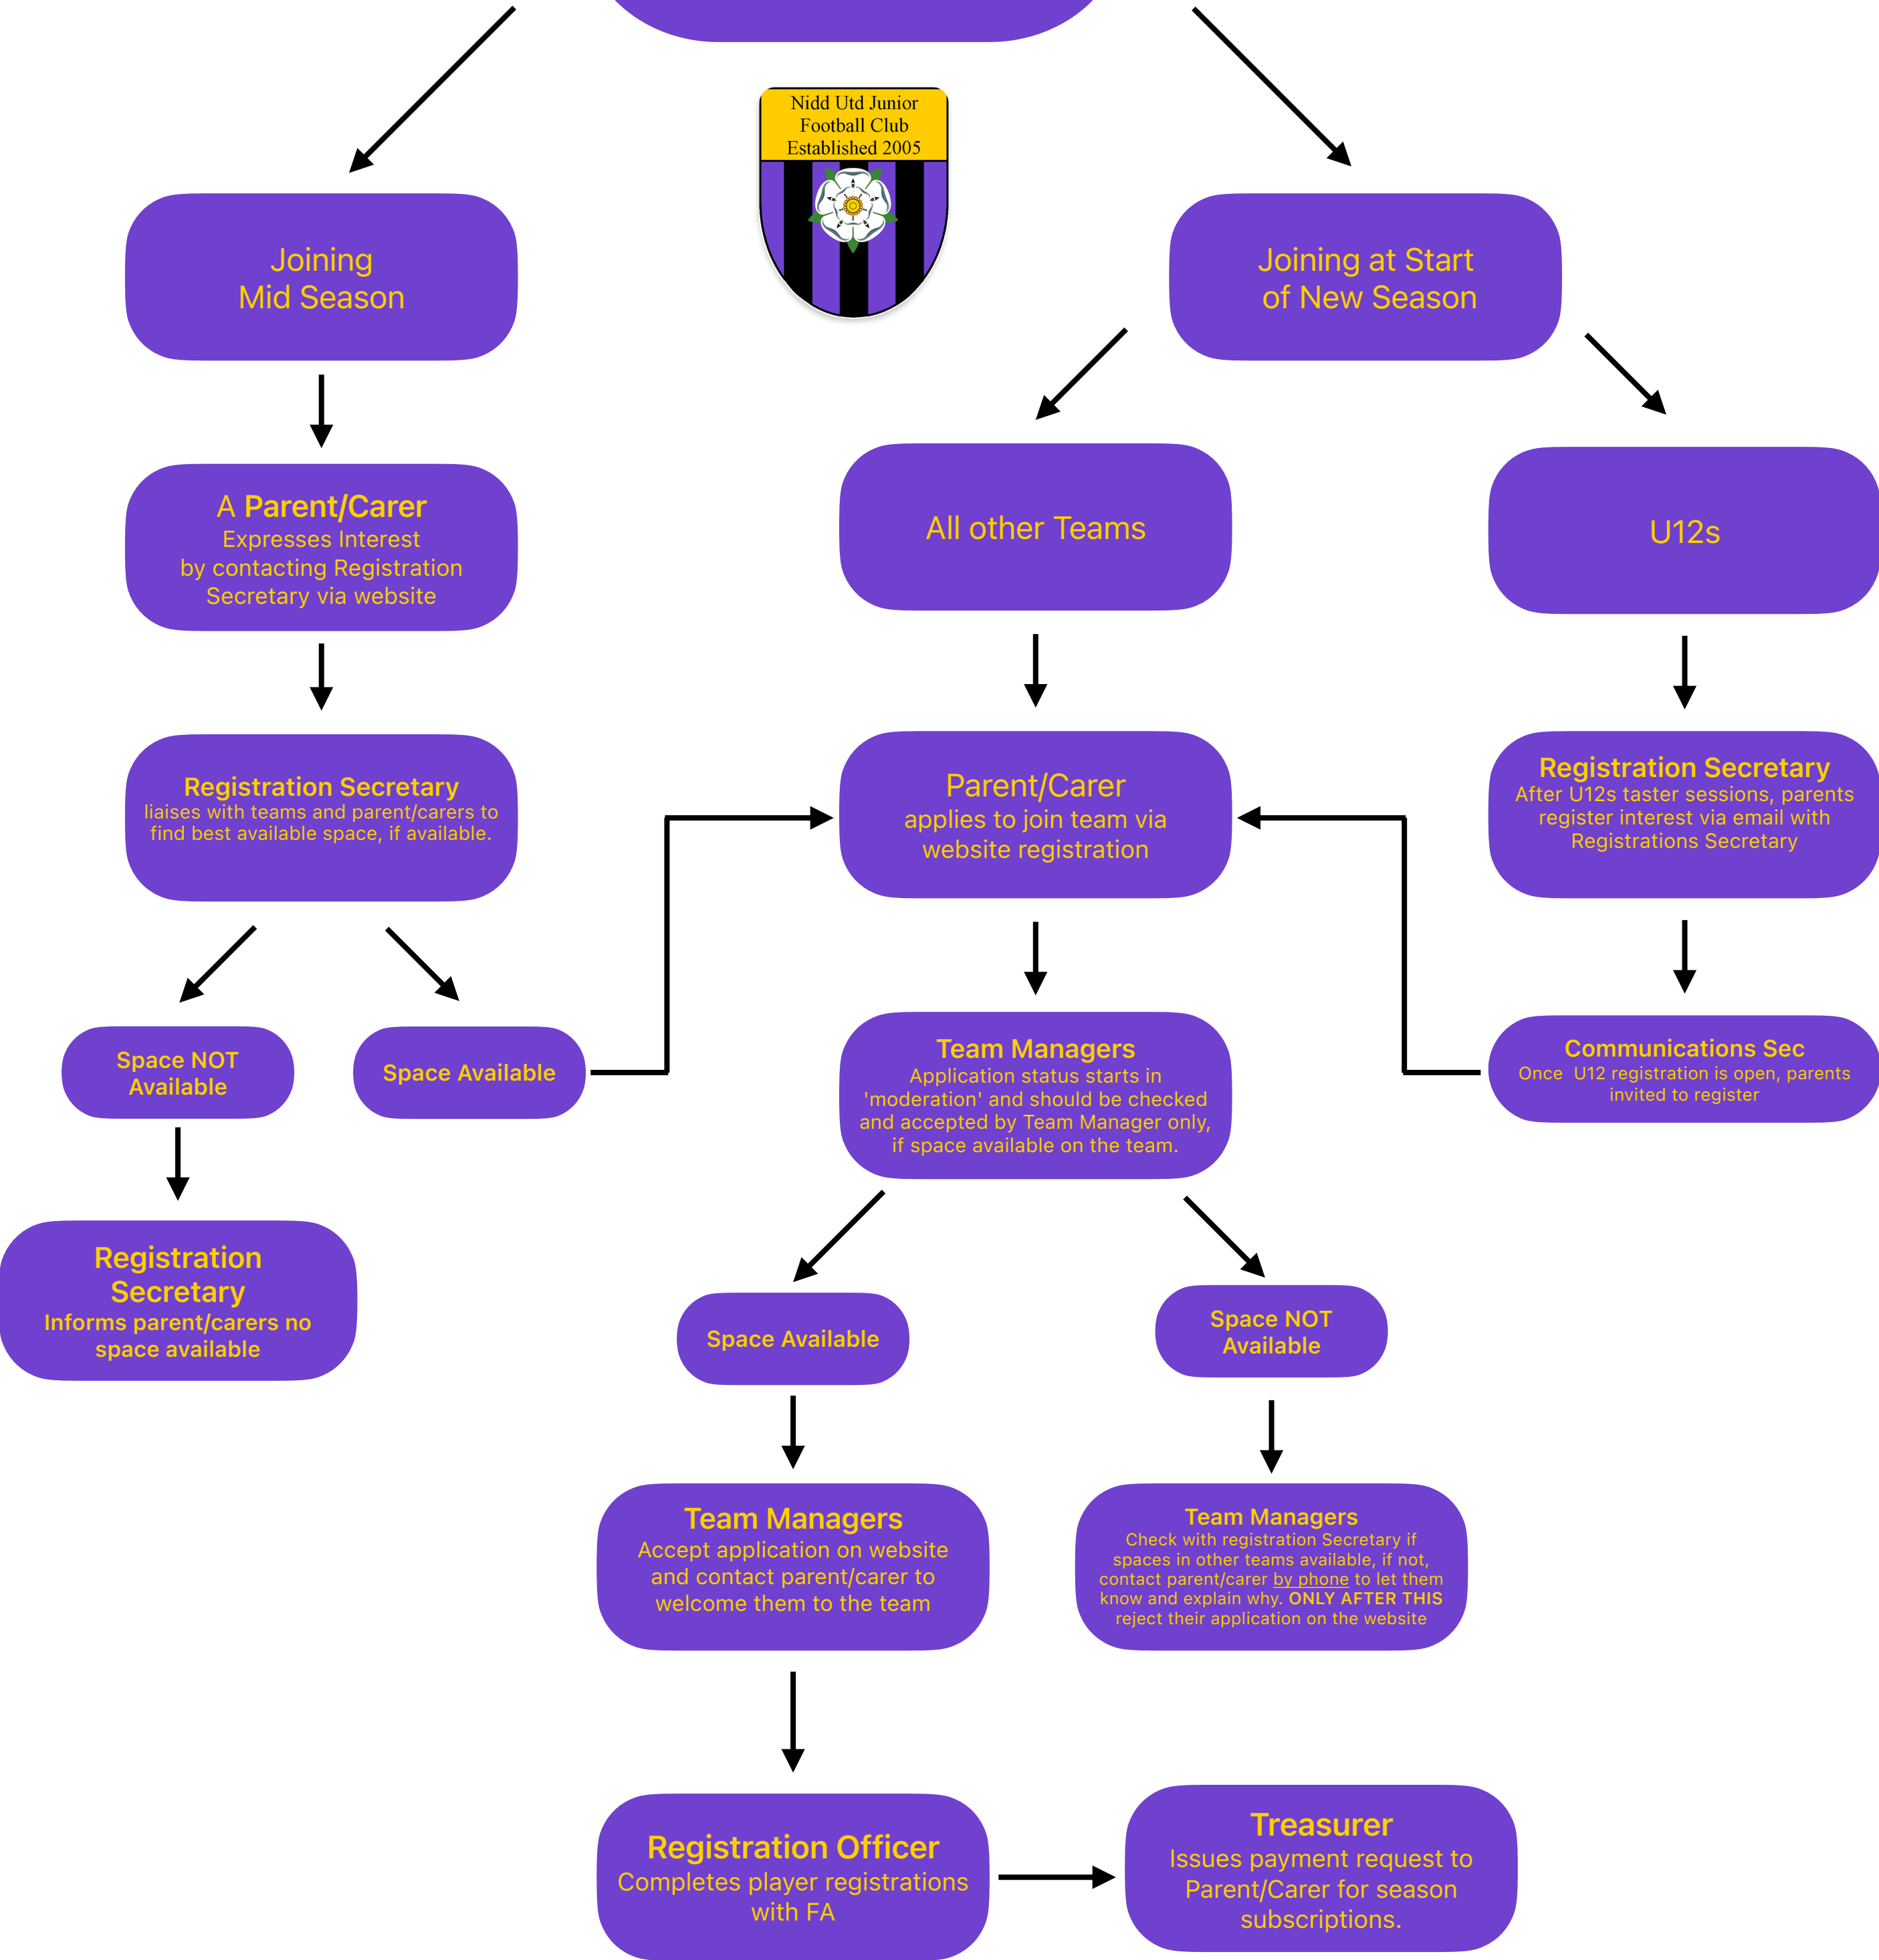 Nidd Utd Junior
Football Club
Established 2005
Joining
Mid Season
Joining at Start
of New Season
A Parent/Carer
Expresses Interest
by contacting Registration
Secretary via website
All other Teams
U12s
Registration Secretary
liaises with teams and parent/carers to
find best available space, if available.
Parent/Carer
applies to join team via
website registration
Registration Secretary
After U12s taster sessions, parents
register interest via email with
Registrations Secretary
Space NOT
Available
Space Available
Team Managers
Application status starts in
'moderation' and should be checked
and accepted by Team Manager only,
if space available on the team.
Communications Sec
Once  U12 registration is open, parents
invited to register
Registration
Secretary
Informs parent/carers no
space available
Space Available
Space NOT
Available
Team Managers
Accept application on website
and contact parent/carer to
welcome them to the team
Team Managers
Check with registration Secretary if
spaces in other teams available, if not,
contact parent/carer by phone to let them
know and explain why. ONLY AFTER THIS
reject their application on the website
Registration Officer
Completes player registrations
with FA
Treasurer
Issues payment request to
Parent/Carer for season
subscriptions.